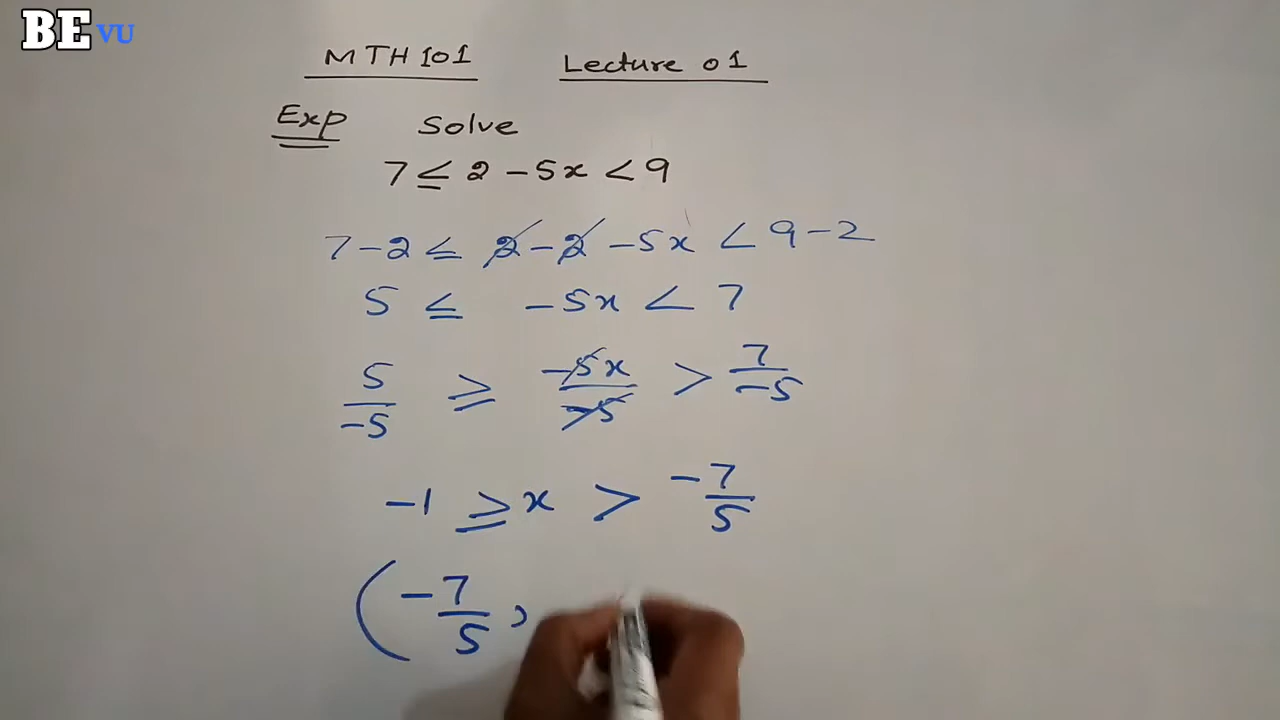 BE VU
MTH 101 Lecture 01
Exp Solve
7 ≤ 2 - 5x < 9
7 - 2 ≤ 2 - 2 - 5x < 9 - 2
5 ≤ -5x < 7
5/-5 ≥ -5x/-5 > 7/-5
-1 ≥ x > -7/5
(-7/5 ,